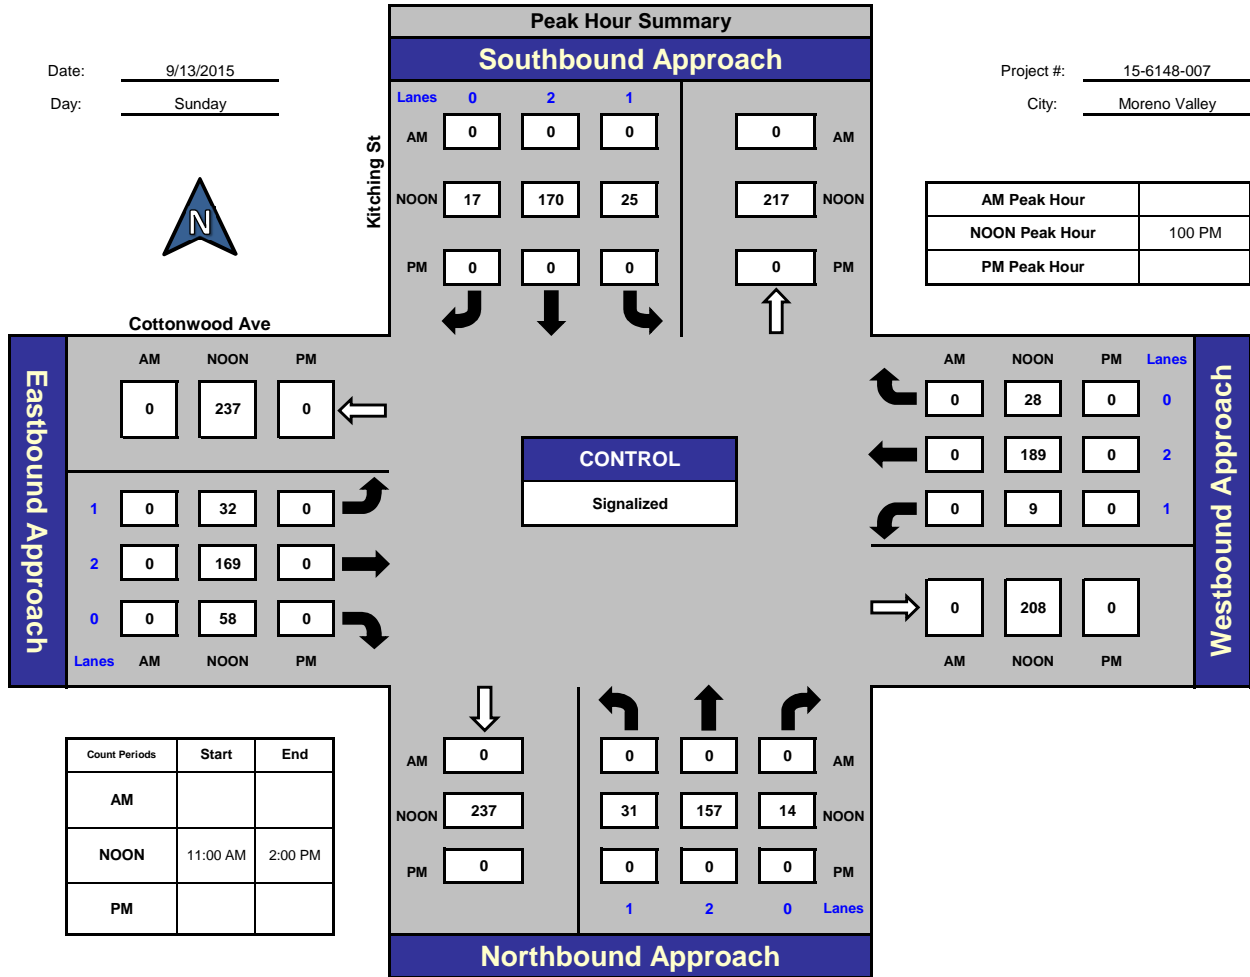 Peak Hour Summary
Southbound Approach
Date: 9/13/2015
Day: Sunday
Project #: 15-6148-007
City: Moreno Valley
N
Kitching St
Lanes 0 2 1
AM 0 0 0 0 AM
NOON 17 170 25 217 NOON
PM 0 0 0 0 PM
AM Peak Hour
NOON Peak Hour 100 PM
PM Peak Hour
Cottonwood Ave
Eastbound Approach
AM NOON PM
0 237 0
1 0 32 0
2 0 169 0
0 0 58 0
Lanes AM NOON PM
CONTROL
Signalized
AM NOON PM Lanes
0 28 0 0
0 189 0 2
0 9 0 1
0 208 0
AM NOON PM
Westbound Approach
Count Periods Start End
AM
NOON 11:00 AM 2:00 PM
PM
AM 0 0 0 0 AM
NOON 237 31 157 14 NOON
PM 0 0 0 0 PM
1 2 0 Lanes
Northbound Approach